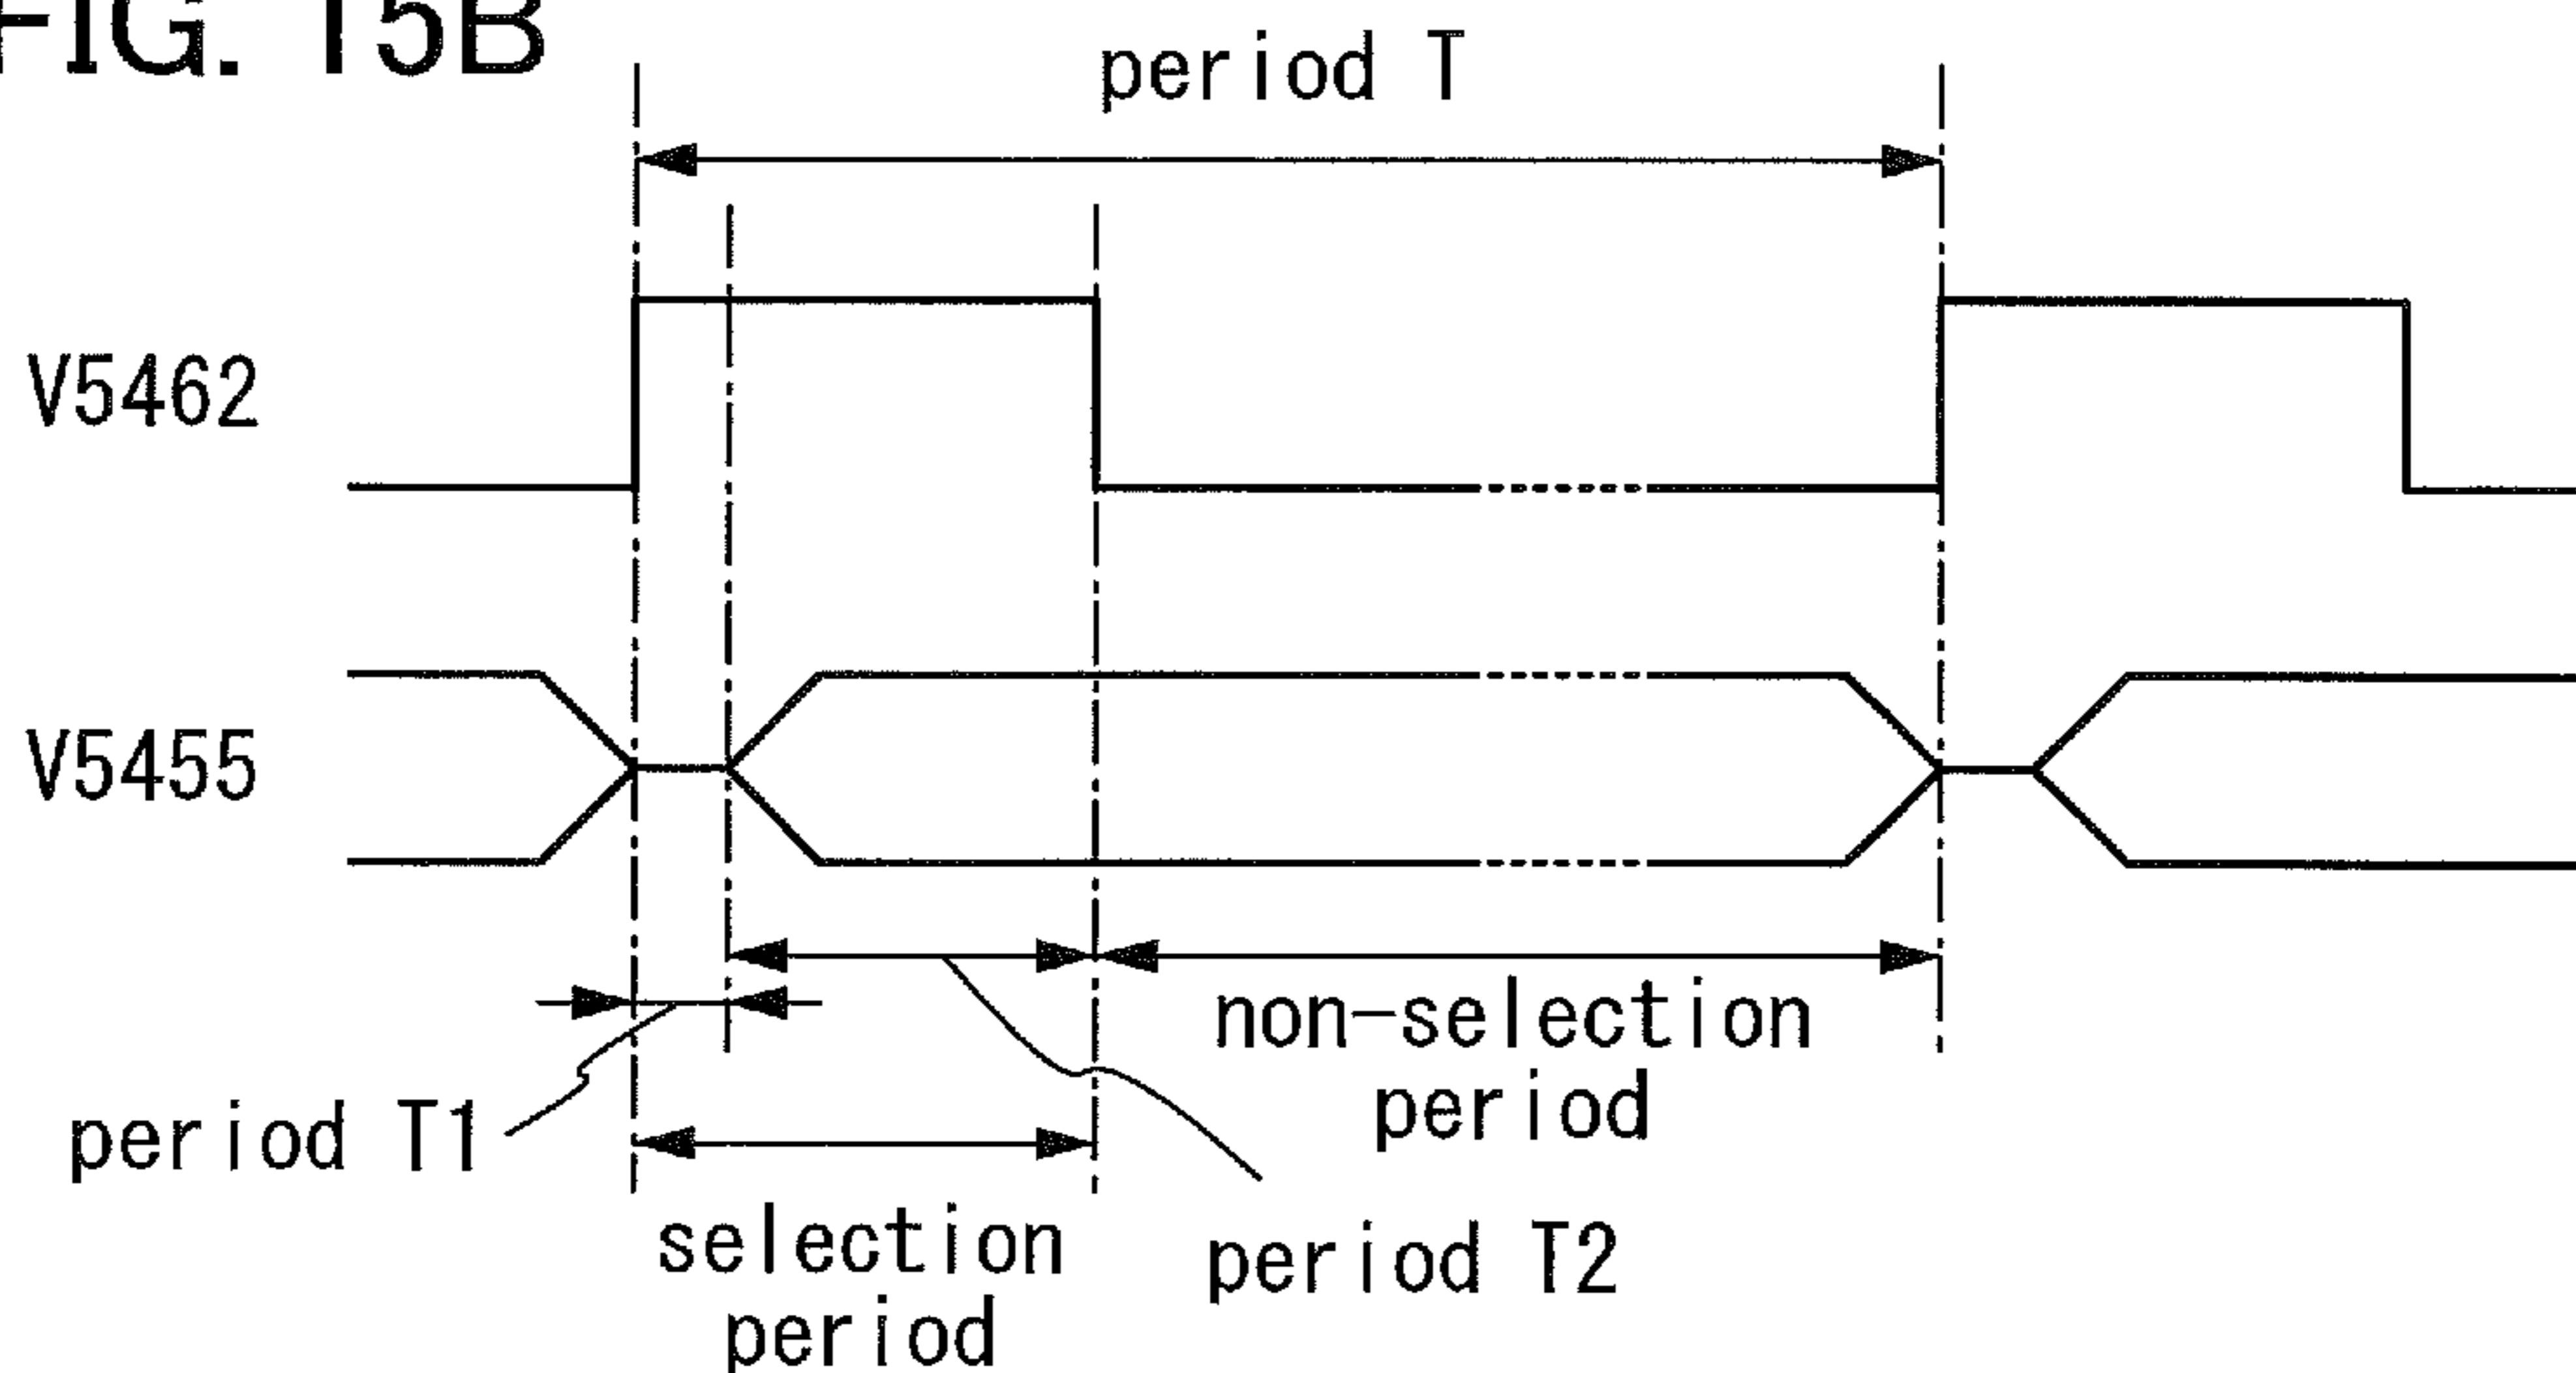 FIG. 15B
period T
V5462
V5455
non-selection
period
period T1
selection
period
period T2